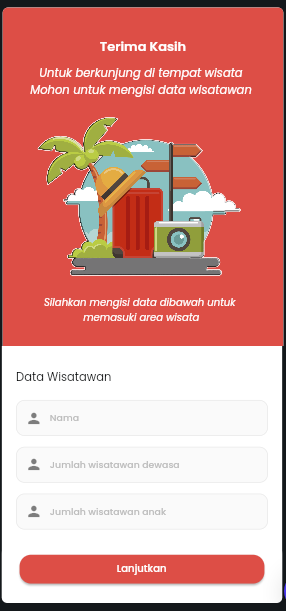 Terima Kasih
Untuk berkunjung di tempat wisata
Mohon untuk mengisi data wisatawan
Silahkan mengisi data dibawah untuk
memasuki area wisata
Data Wisatawan
Nama
Jumlah wisatawan dewasa
Jumlah wisatawan anak
Lanjutkan